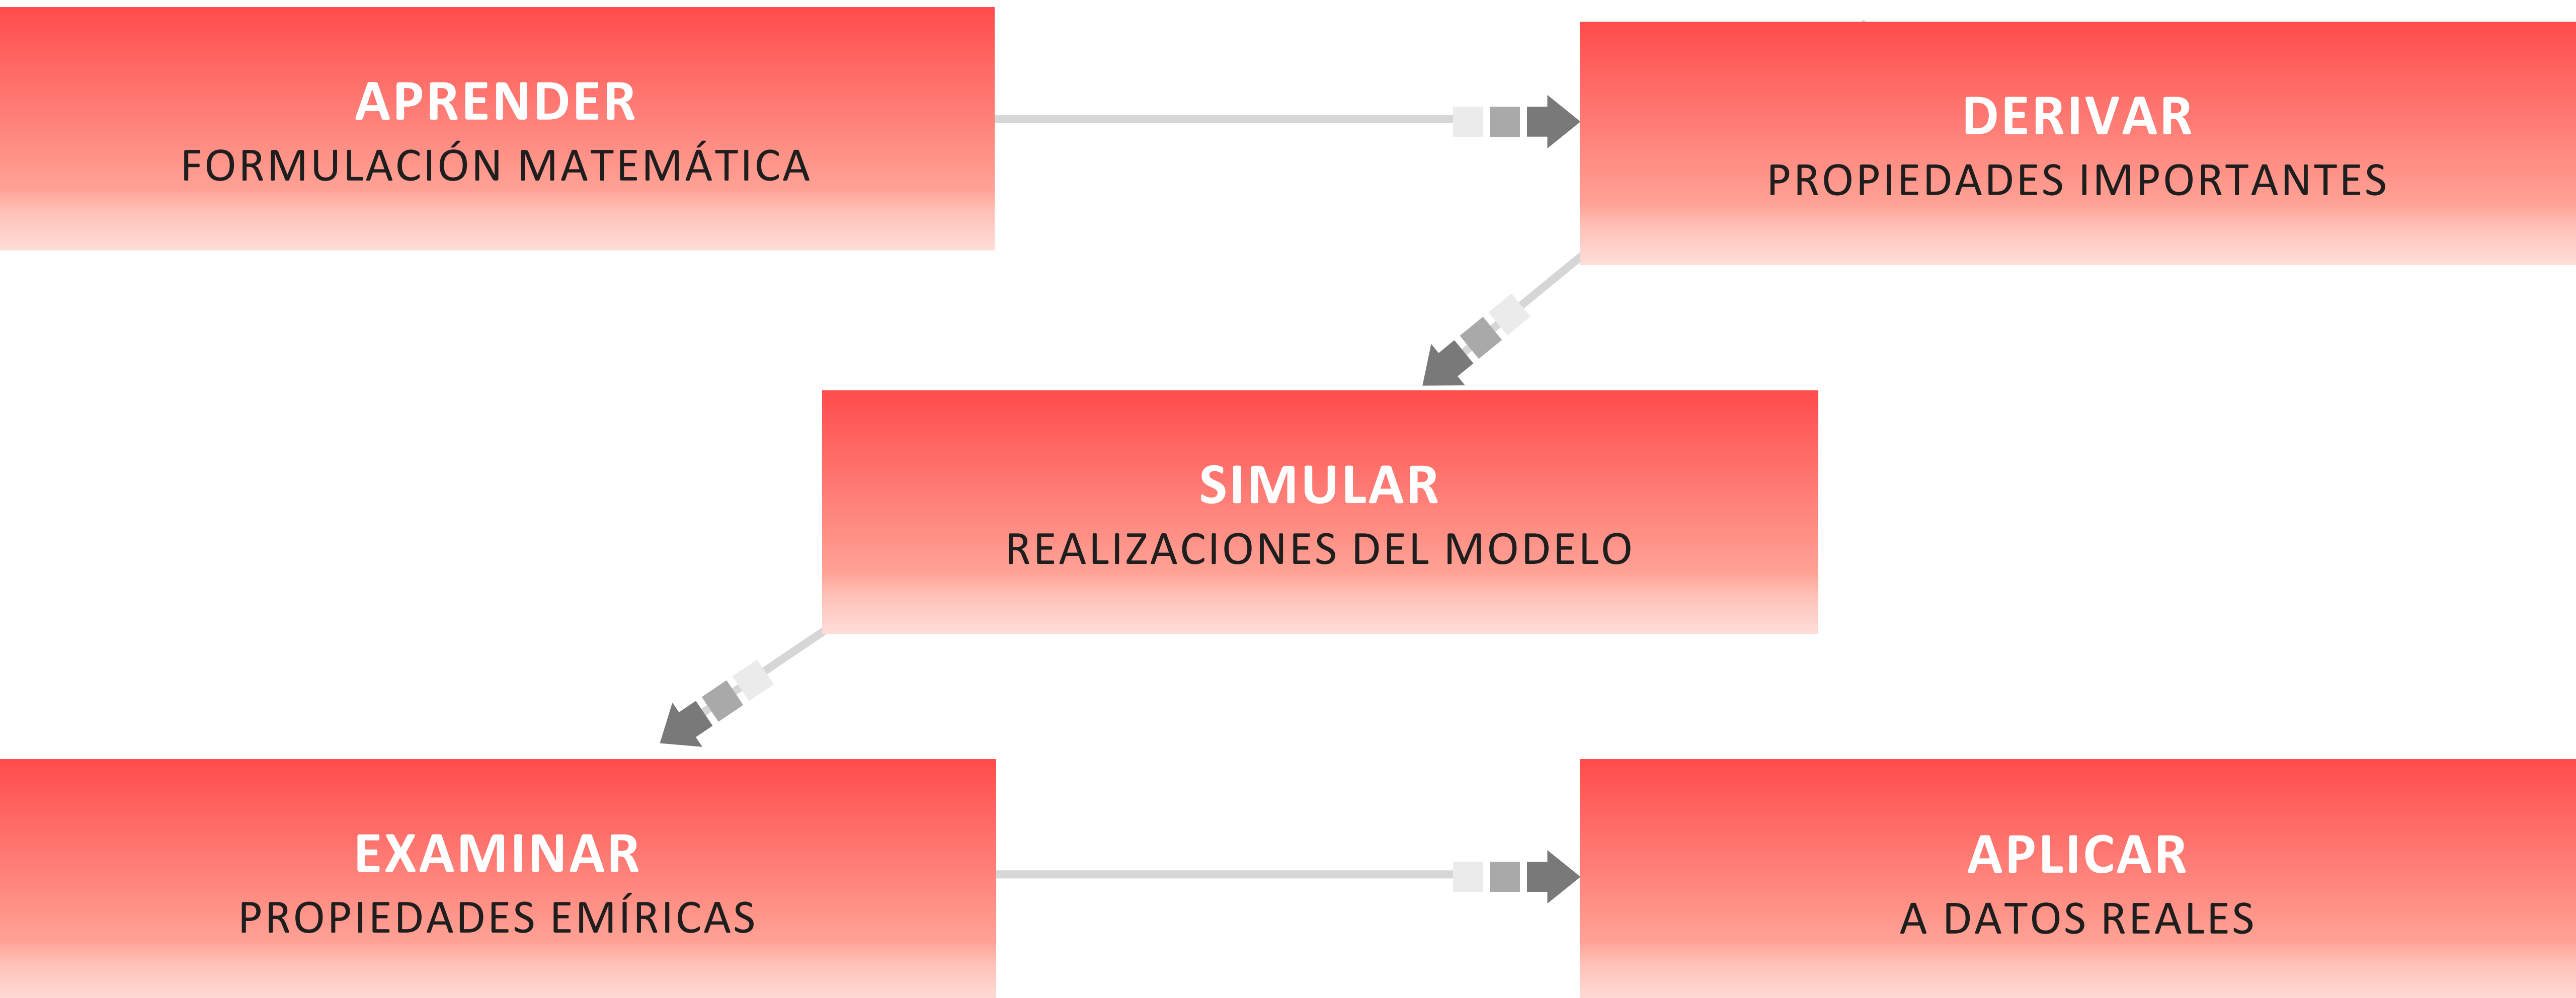 APRENDER
FORMULACIÓN MATEMÁTICA
DERIVAR
PROPIEDADES IMPORTANTES
SIMULAR
REALIZACIONES DEL MODELO
EXAMINAR
PROPIEDADES EMÍRICAS
APLICAR
A DATOS REALES